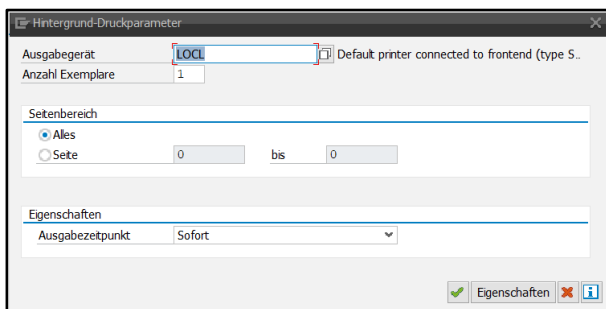 Hintergrund-Druckparameter
Ausgabegerät LOCL Default printer connected to frontend (type S..
Anzahl Exemplare 1
Seitenbereich
Alles
Seite 0 bis 0
Eigenschaften
Ausgabezeitpunkt Sofort
Eigenschaften